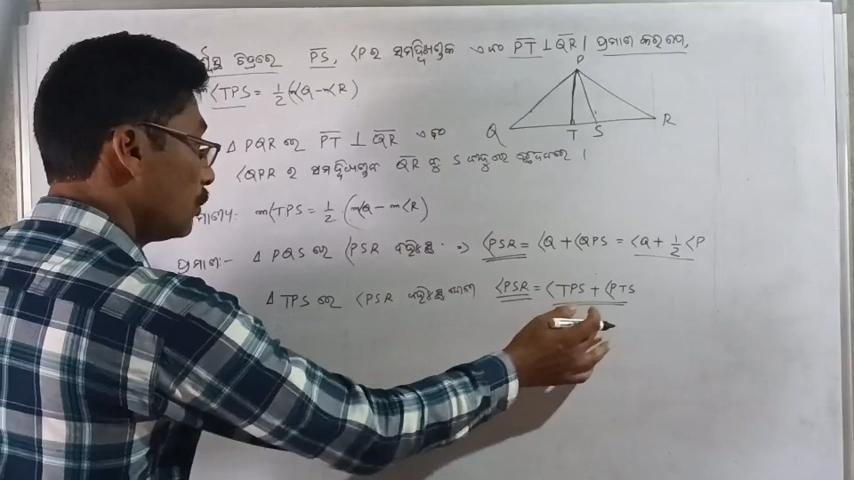 ଚିତ୍ରରେ PS, <P ର ସମଦ୍ବିଖଣ୍ଡକ ଏବଂ PT ⊥ QR । ପ୍ରମାଣ କରଯେ,
<TPS = 1/2 (m<Q - m<R)
P
Q
T S
R
Δ PQR ରେ PT ⊥ QR ଏବଂ
<QPR ର ସମଦ୍ବିଖଣ୍ଡକ QR କୁ S ବିନ୍ଦୁରେ ଛେଦକରେ ।
m<TPS = 1/2 (m<Q - m<R)
ପ୍ରମାଣ:- Δ PQS ରେ <PSR ବହିଃସ୍ଥ ⇒ <PSR = <Q + <QPS = <Q + 1/2 <P
Δ TPS ରେ <PSR ବହିଃସ୍ଥ କୋଣ <PSR = <TPS + <PTS